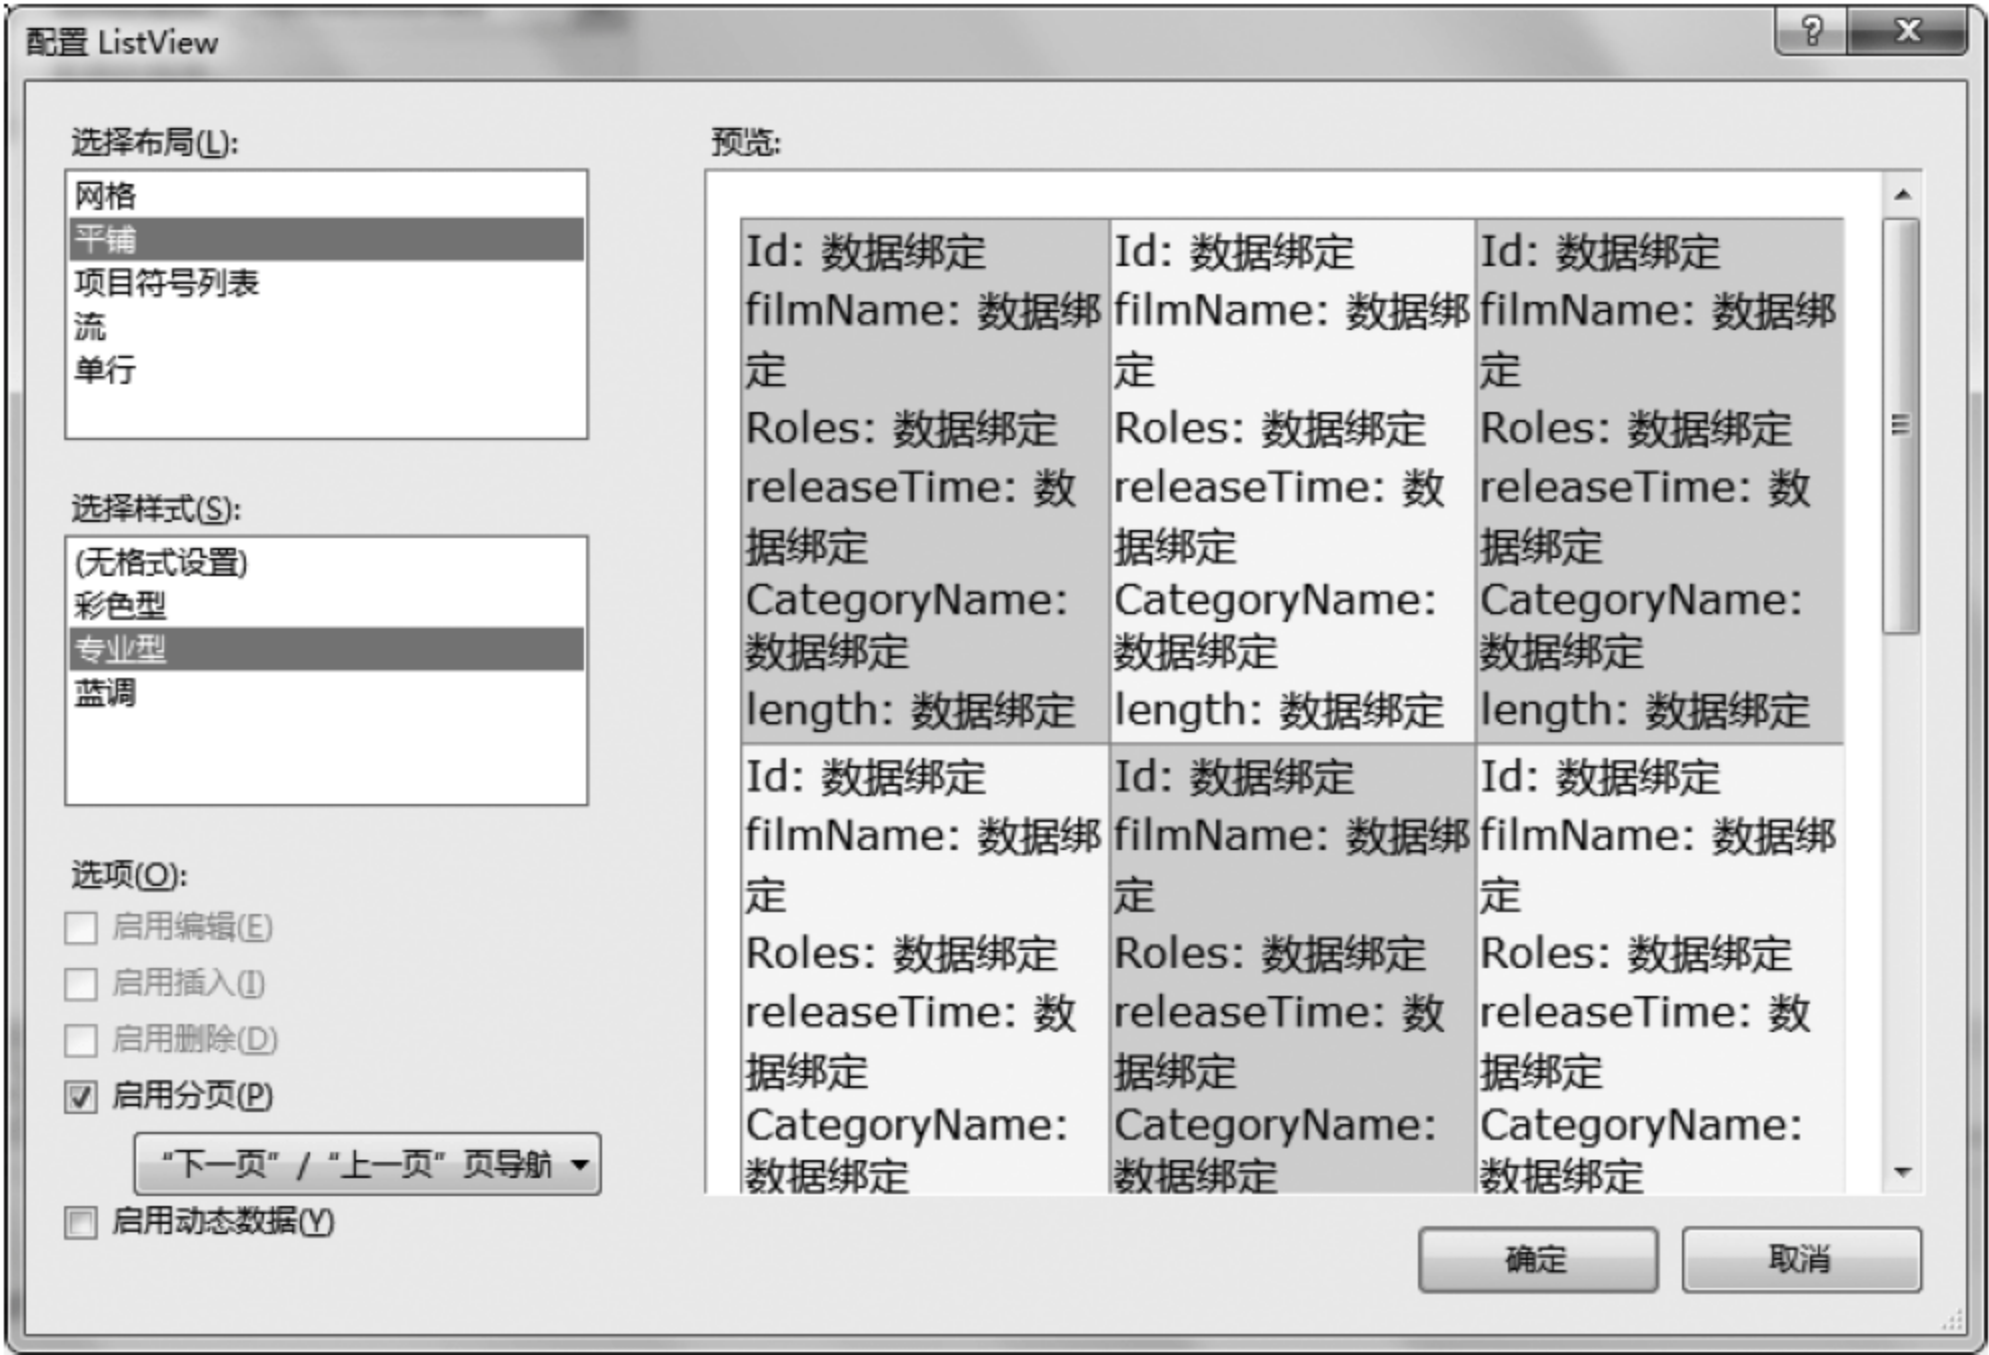 配置 ListView
选择布局(L):
网格
平铺
项目符号列表
流
单行
选择样式(S):
(无格式设置)
彩色型
专业型
蓝调
选项(O):
启用编辑(E)
启用插入(I)
启用删除(D)
启用分页(P)
“下一页” / “上一页” 页导航
启用动态数据(Y)
预览:
Id: 数据绑定
filmName: 数据绑
定
Roles: 数据绑定
releaseTime: 数
据绑定
CategoryName:
数据绑定
length: 数据绑定
Id: 数据绑定
filmName: 数据绑
定
Roles: 数据绑定
releaseTime: 数
据绑定
CategoryName:
数据绑定
length: 数据绑定
Id: 数据绑定
filmName: 数据绑
定
Roles: 数据绑定
releaseTime: 数
据绑定
CategoryName:
数据绑定
length: 数据绑定
Id: 数据绑定
filmName: 数据绑
定
Roles: 数据绑定
releaseTime: 数
据绑定
CategoryName:
数据绑定
Id: 数据绑定
filmName: 数据绑
定
Roles: 数据绑定
releaseTime: 数
据绑定
CategoryName:
数据绑定
Id: 数据绑定
filmName: 数据绑
定
Roles: 数据绑定
releaseTime: 数
据绑定
CategoryName:
数据绑定
确定
取消